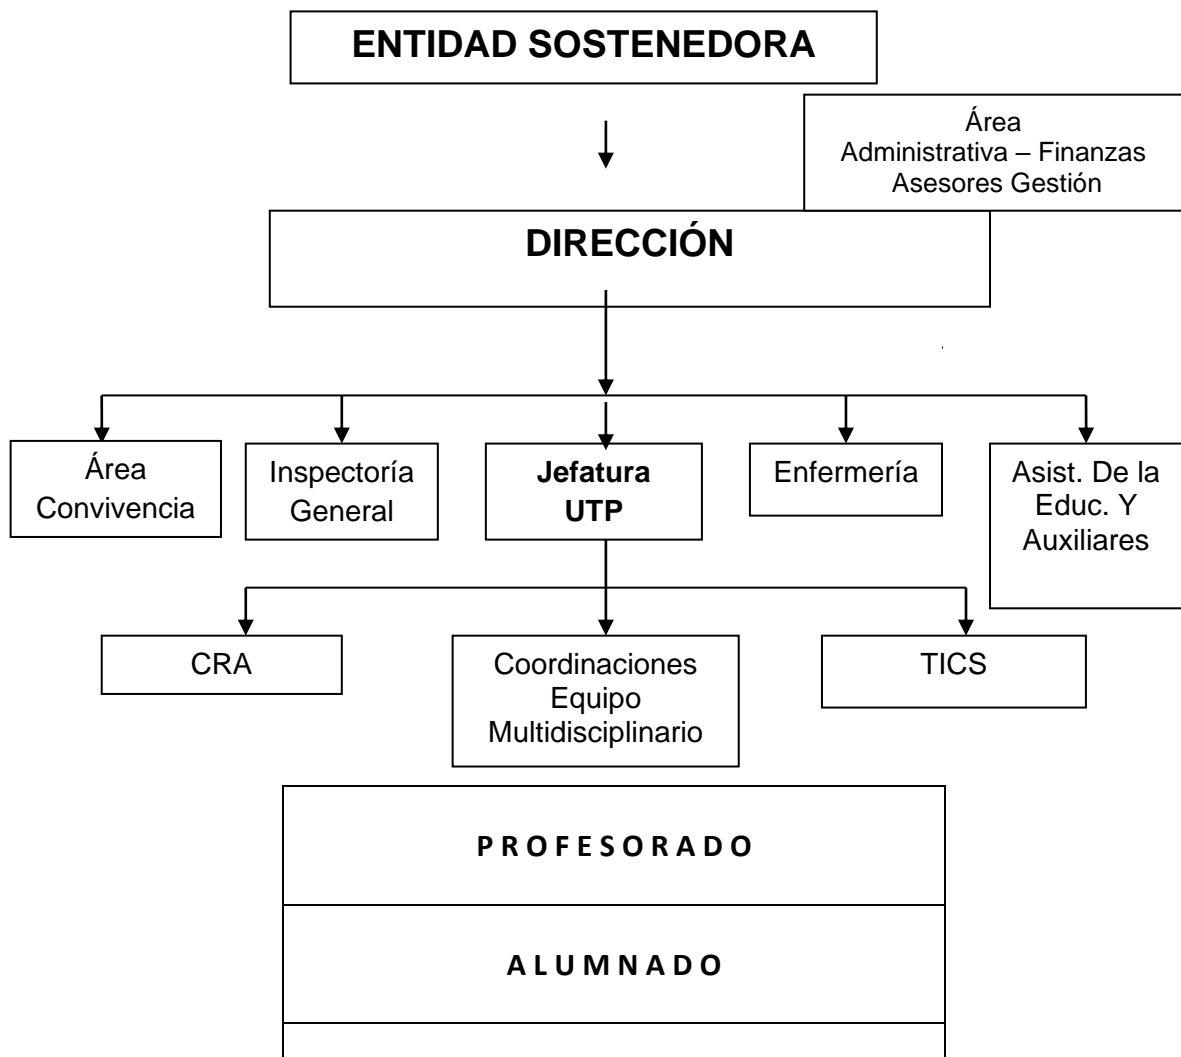 ENTIDAD SOSTENEDORA
Área
Administrativa – Finanzas
Asesores Gestión
DIRECCIÓN
Área
Convivencia
Inspectoría
General
Jefatura
UTP
Enfermería
Asist. De la
Educ. Y
Auxiliares
CRA
Coordinaciones
Equipo
Multidisciplinario
TICS
P R O F E S O R A D O
A L U M N A D O